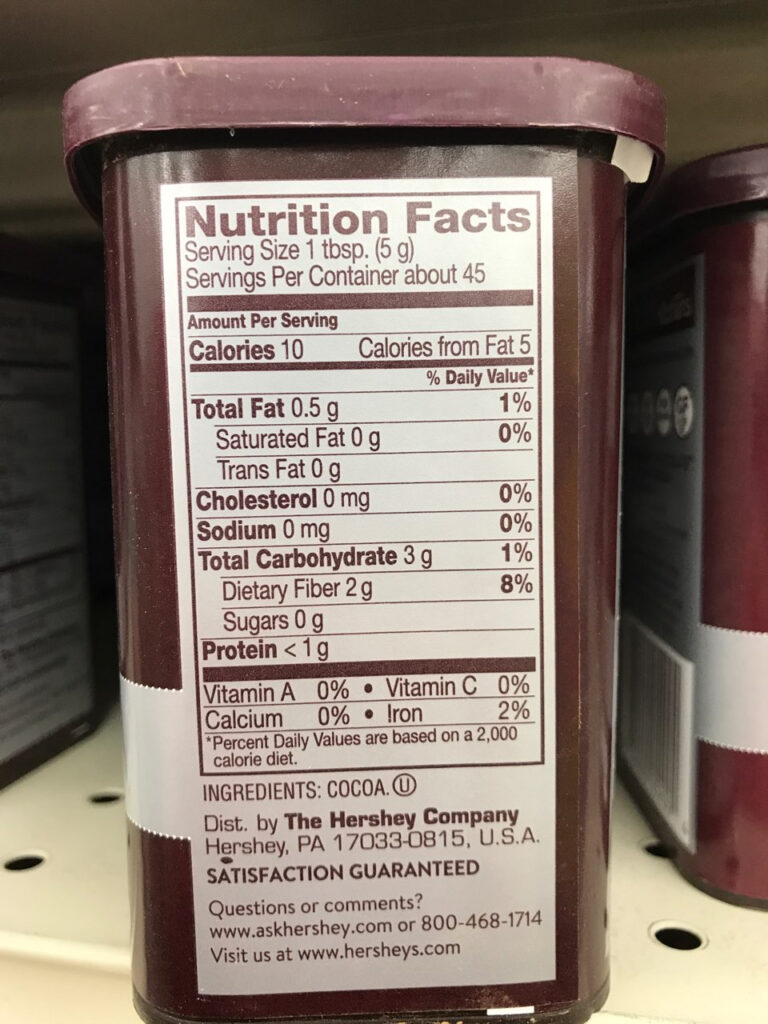 Nutrition Facts
Serving Size 1 tbsp. (5 g)
Servings Per Container about 45
Amount Per Serving
Calories 10 Calories from Fat 5
% Daily Value*
Total Fat 0.5 g 1%
Saturated Fat 0 g 0%
Trans Fat 0 g
Cholesterol 0 mg 0%
Sodium 0 mg 0%
Total Carbohydrate 3 g 1%
Dietary Fiber 2 g 8%
Sugars 0 g
Protein < 1 g
Vitamin A 0% • Vitamin C 0%
Calcium 0% • Iron 2%
*Percent Daily Values are based on a 2,000
calorie diet.
INGREDIENTS: COCOA. Ⓤ
Dist. by The Hershey Company
Hershey, PA 17033-0815, U.S.A.
SATISFACTION GUARANTEED
Questions or comments?
www.askhershey.com or 800-468-1714
Visit us at www.hersheys.com